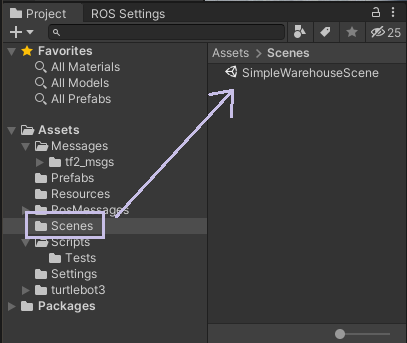 Project
ROS Settings
25
Favorites
All Materials
All Models
All Prefabs
Assets
Messages
tf2_msgs
Prefabs
Resources
RosMessages
Scenes
Scripts
Tests
Settings
turtlebot3
Packages
Assets > Scenes
SimpleWarehouseScene